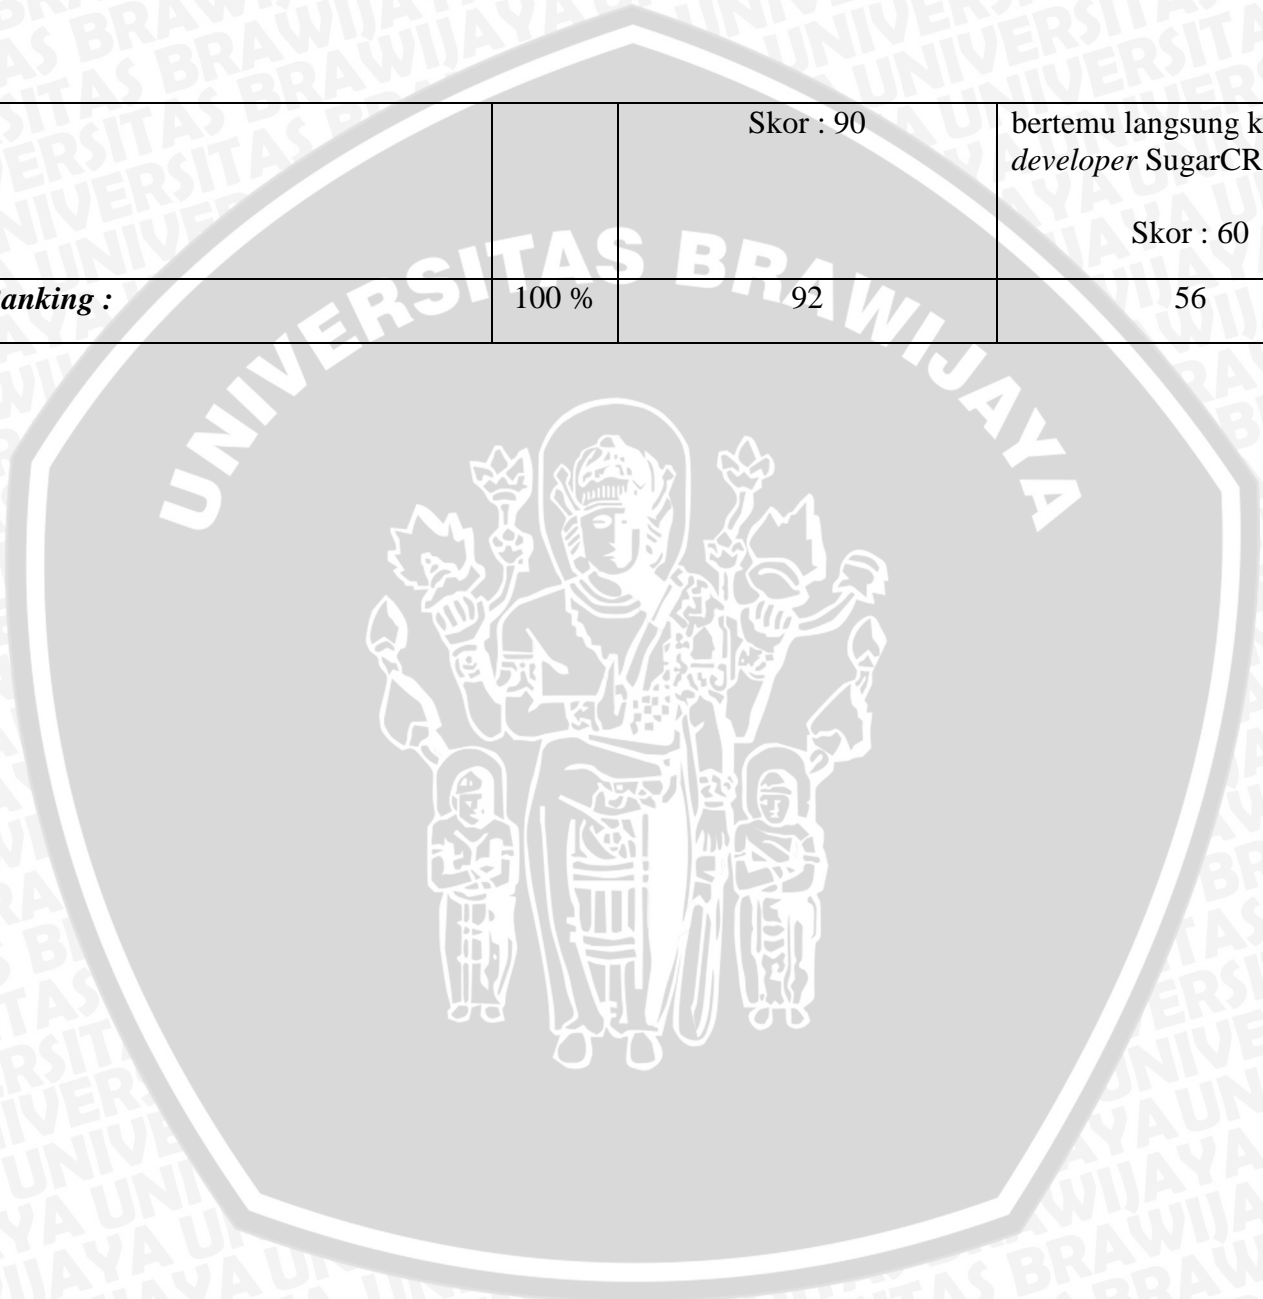 Skor : 90
bertemu langsung k
developer SugarCR
Skor : 60
anking :
100 %
92
56
UNIVERSITAS BRAWIJAYA